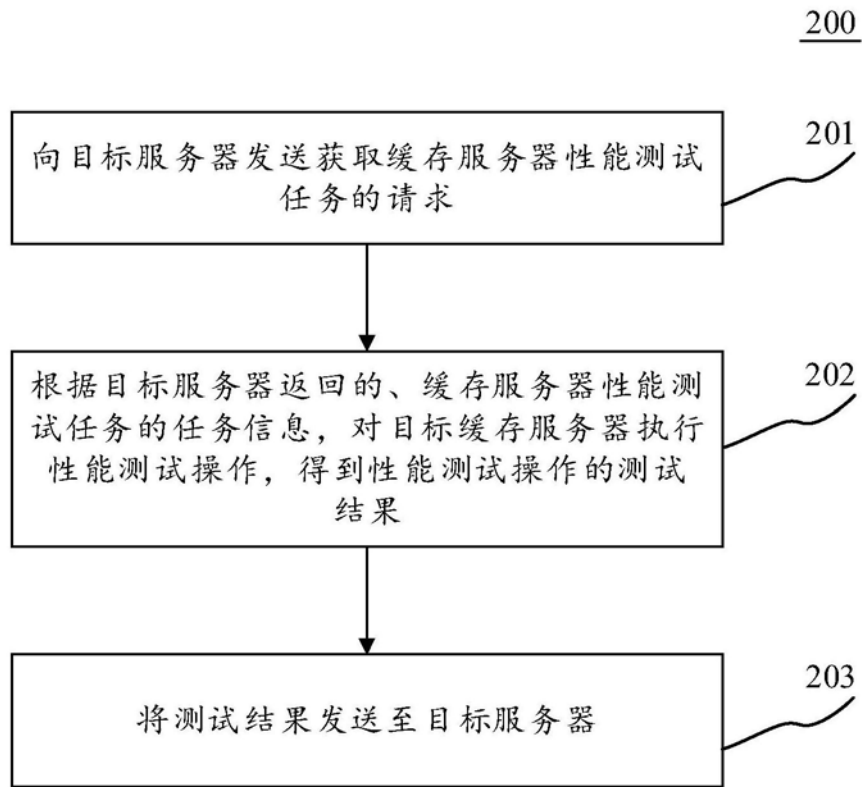 200
向目标服务器发送获取缓存服务器性能测试
任务的请求
201
根据目标服务器返回的、缓存服务器性能测
试任务的任务信息，对目标缓存服务器执行
性能测试操作，得到性能测试操作的测试
结果
202
将测试结果发送至目标服务器
203